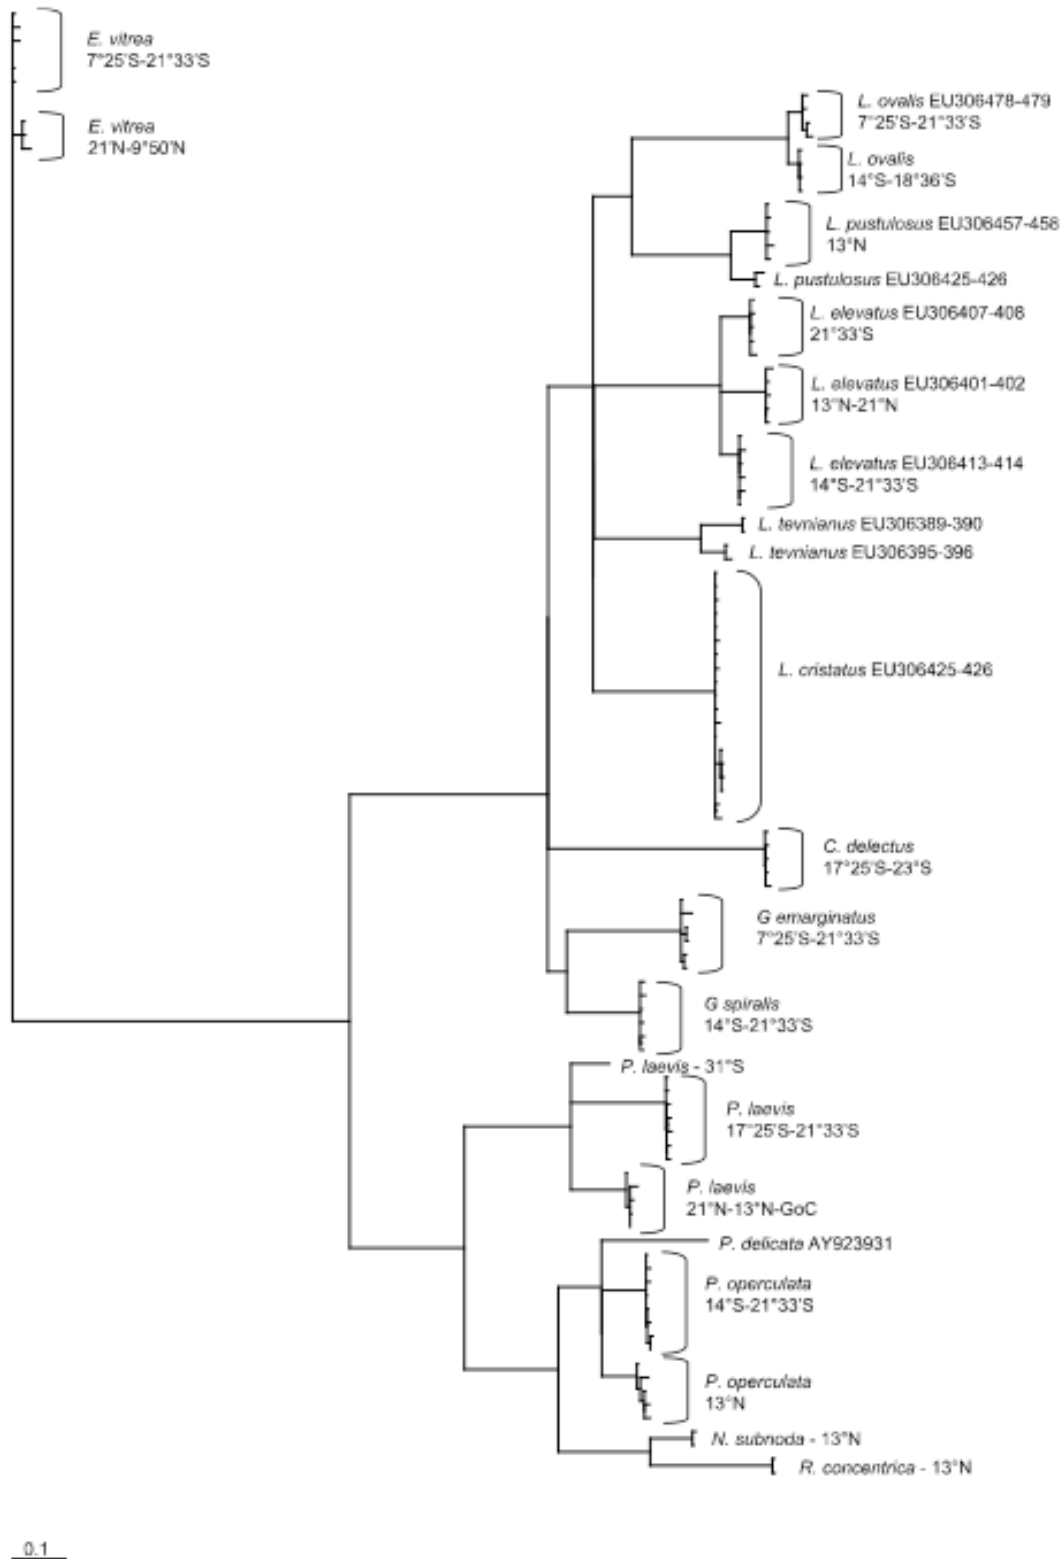 E. vitrea
7°25'S-21°33'S
E. vitrea
21'N-9°50'N
L. ovalis EU306478-479
7°25'S-21°33'S
L. ovalis
14°S-18°36'S
L. pustulosus EU306457-458
13°N
L. pustulosus EU306425-426
L. elevatus EU306407-408
21°33'S
L. elevatus EU306401-402
13°N-21°N
L. elevatus EU306413-414
14°S-21°33'S
L. tevnianus EU306389-390
L. tevnianus EU306395-396
L. cristatus EU306425-426
C. delectus
17°25'S-23°S
G emarginatus
7°25'S-21°33'S
G spiralis
14°S-21°33'S
P. laevis - 31°S
P. laevis
17°25'S-21°33'S
P. laevis
21°N-13°N-GoC
P. delicata AY923931
P. operculata
14°S-21°33'S
P. operculata
13°N
N. subnoda - 13°N
R. concentrica - 13°N
0.1